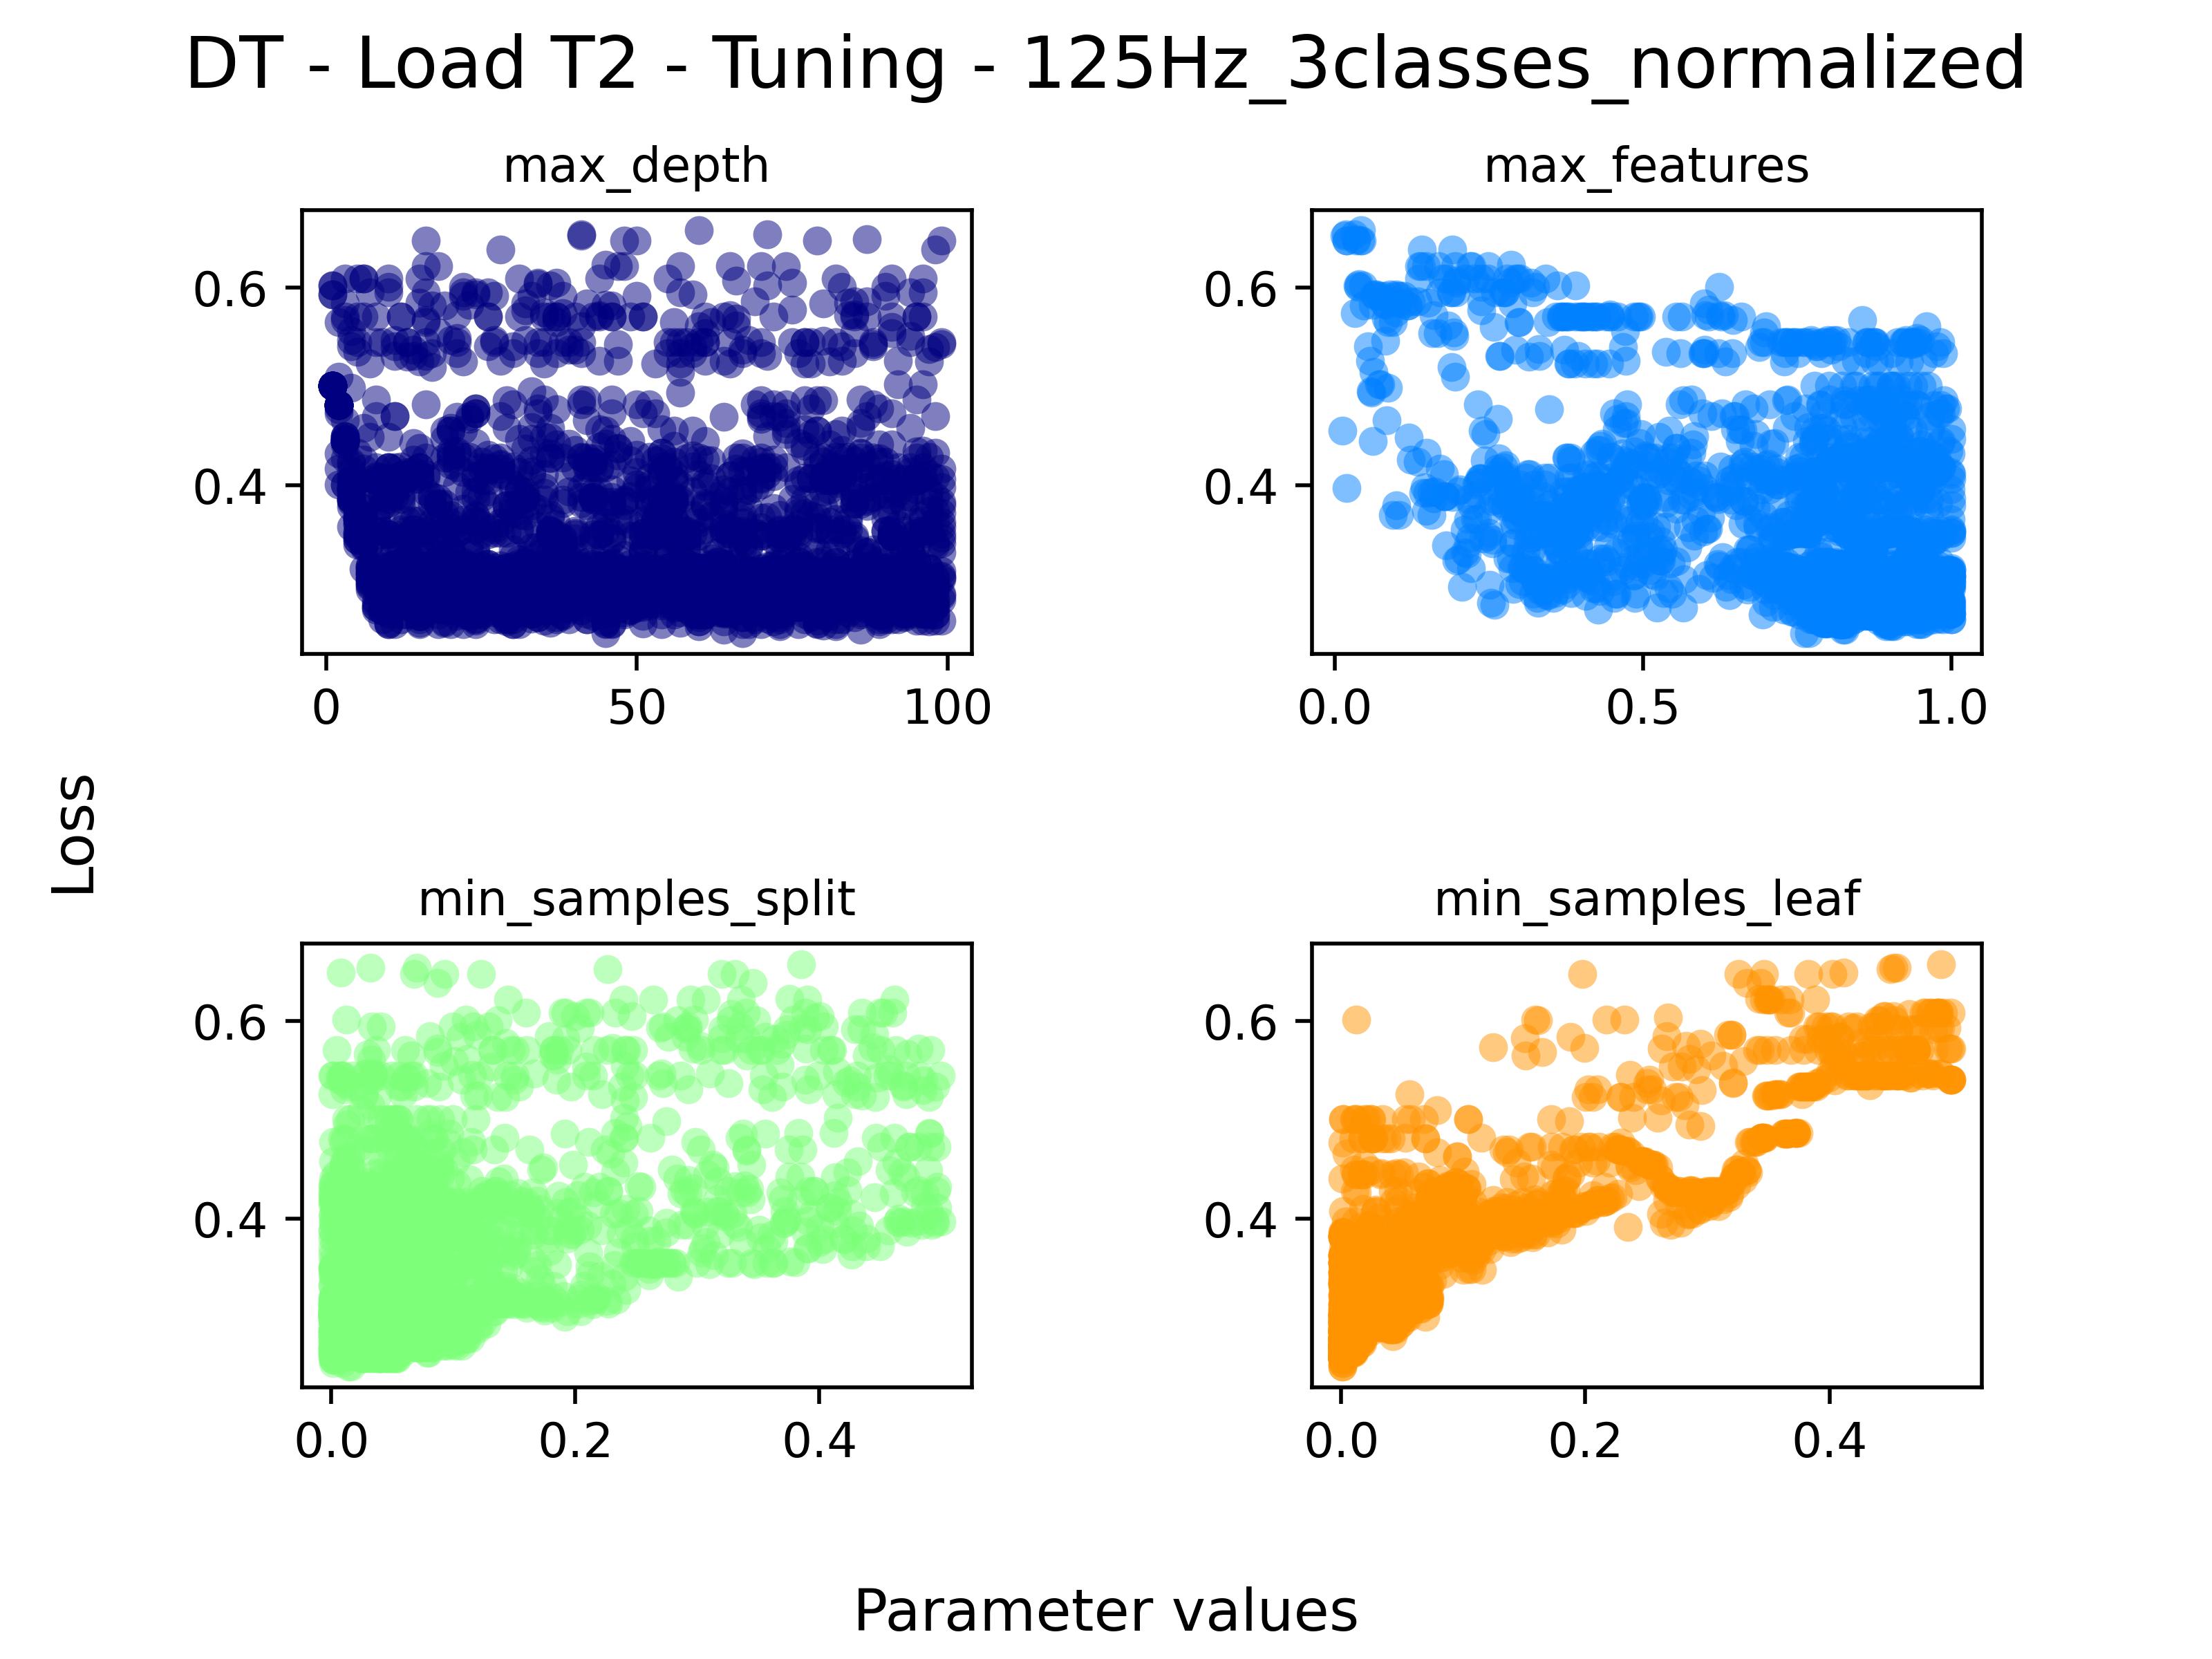 DT - Load T2 - Tuning - 125Hz_3classes_normalized
max_depth
max_features
0.6
0.4
0
50
100
0.6
0.4
0.0
0.5
1.0
Loss
min_samples_split
min_samples_leaf
0.6
0.4
0.0
0.2
0.4
0.6
0.4
0.0
0.2
0.4
Parameter values